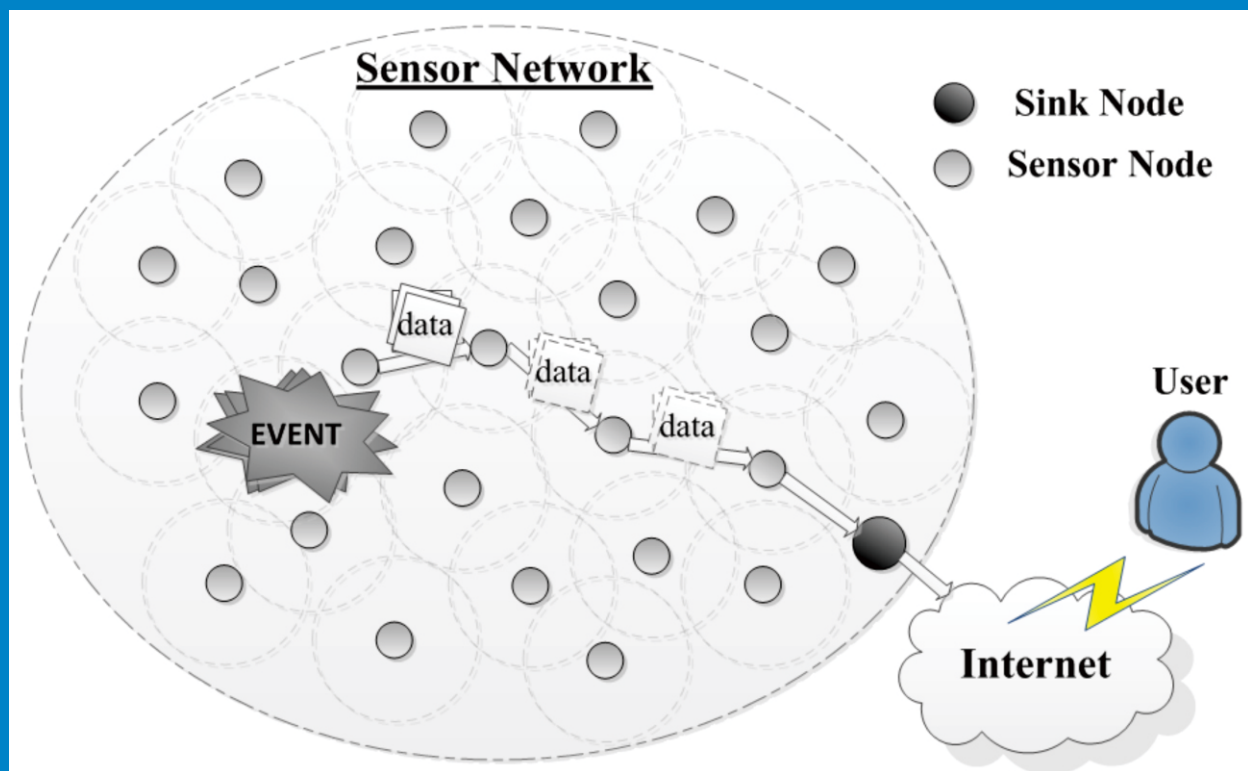 Sensor Network
Sink Node
Sensor Node
data
data
data
EVENT
User
Internet